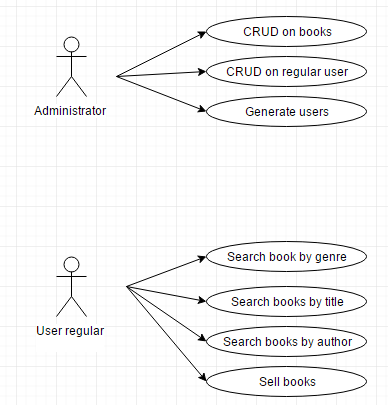 CRUD on books
CRUD on regular user
Generate users
Administrator
Search book by genre
Search books by title
Search books by author
Sell books
User regular